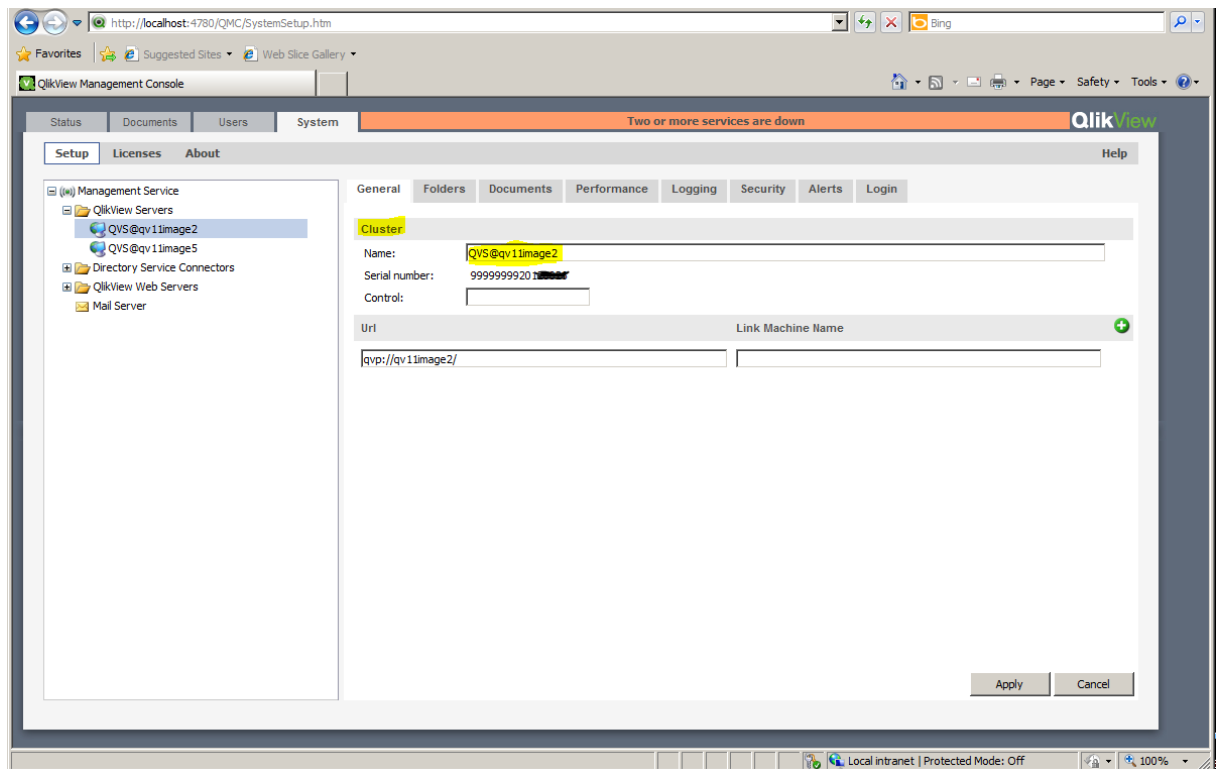 http://localhost:4780/QMC/SystemSetup.htm
Bing
Favorites
Suggested Sites
Web Slice Gallery
QlikView Management Console
Page
Safety
Tools
Status
Documents
Users
System
Two or more services are down
QlikView
Setup
Licenses
About
Help
Management Service
QlikView Servers
QVS@qv11image2
QVS@qv11image5
Directory Service Connectors
QlikView Web Servers
Mail Server
General
Folders
Documents
Performance
Logging
Security
Alerts
Login
Cluster
Name:
QVS@qv11image2
Serial number:
9999999920
Control:
Url
Link Machine Name
qvp://qv11image2/
Apply
Cancel
Local intranet | Protected Mode: Off
100%